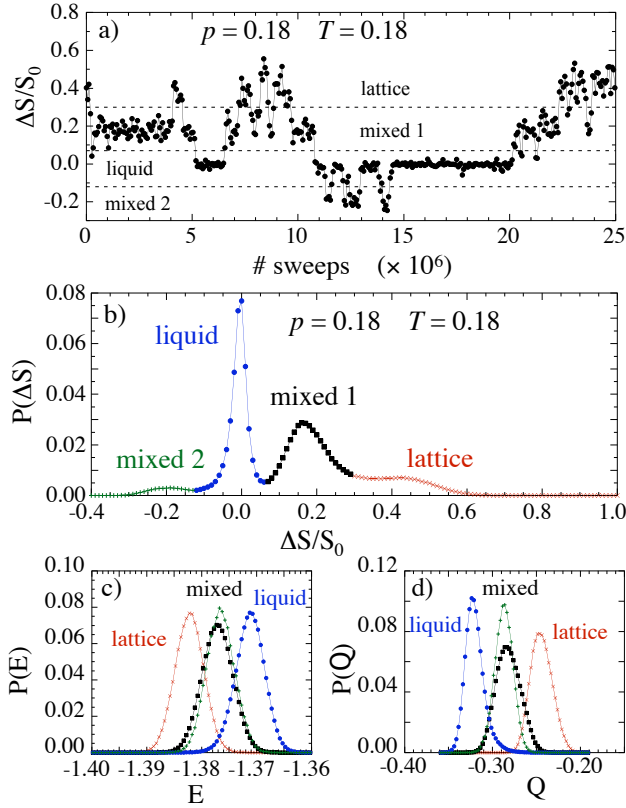 a) p = 0.18 T = 0.18
ΔS/S0
0.8
0.6
0.4
0.2
0.0
-0.2
lattice
mixed 1
liquid
mixed 2
0 5 10 15 20 25
# sweeps (× 10^6)
b) p = 0.18 T = 0.18
P(ΔS)
0.08
0.06
0.04
0.02
0.00
liquid
mixed 1
mixed 2
lattice
-0.4 -0.2 0.0 0.2 0.4 0.6 0.8 1.0
ΔS/S0
c)
P(E)
0.10
0.08
0.06
0.04
0.02
0.00
mixed
liquid
lattice
-1.40 -1.39 -1.38 -1.37 -1.36
E
d)
P(Q)
0.12
0.08
0.04
0.00
mixed
liquid
lattice
-0.40 -0.30 -0.20
Q